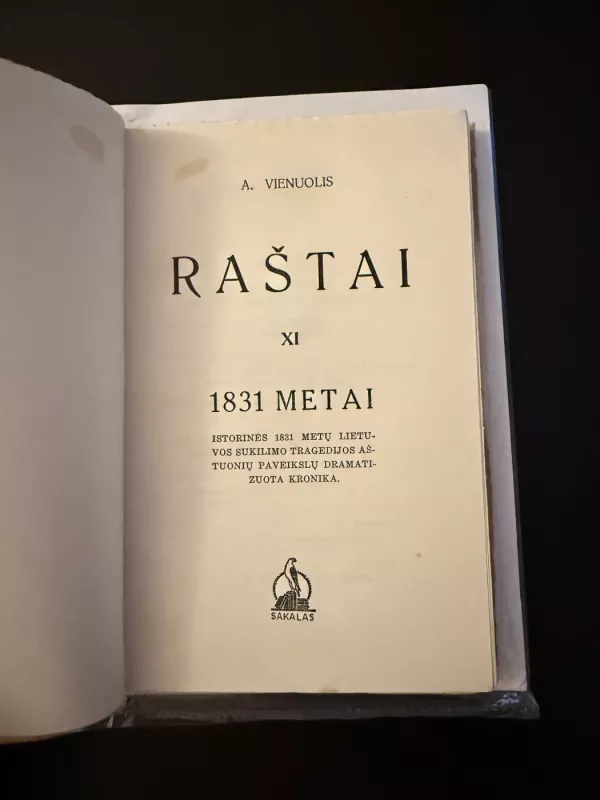 A. VIENUOLIS
RAŠTAI
XI
1831 METAI
ISTORINĖS 1831 METŲ LIETU-
VOS SUKILIMO TRAGEDIJOS AŠ-
TUONIŲ PAVEIKSLŲ DRAMATI-
ZUOTA KRONIKA.
SAKALAS